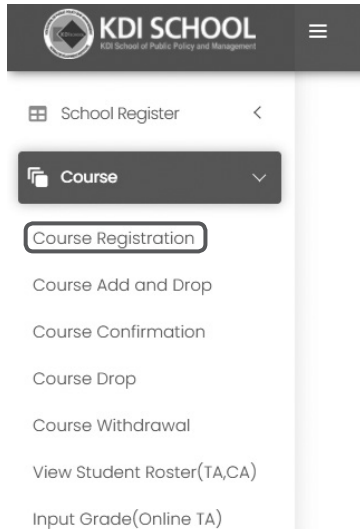 KDI SCHOOL
KDI School of Public Policy and Management
School Register
Course
Course Registration
Course Add and Drop
Course Confirmation
Course Drop
Course Withdrawal
View Student Roster(TA,CA)
Input Grade(Online TA)